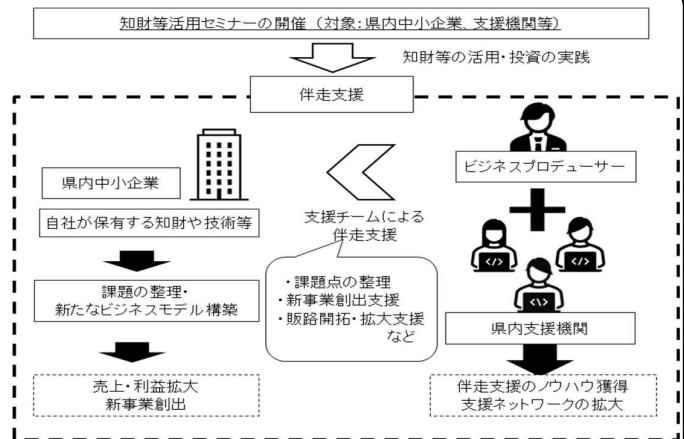 知財等活用セミナーの開催（対象：県内中小企業、支援機関等）
知財等の活用・投資の実践
伴走支援
県内中小企業
自社が保有する知財や技術等
課題の整理・
新たなビジネスモデル構築
売上・利益拡大
新事業創出
支援チームによる
伴走支援
・課題点の整理
・新事業創出支援
・販路開拓・拡大支援
など
ビジネスプロデューサー
</>
</>
<\>
県内支援機関
伴走支援のノウハウ獲得
支援ネットワークの拡大